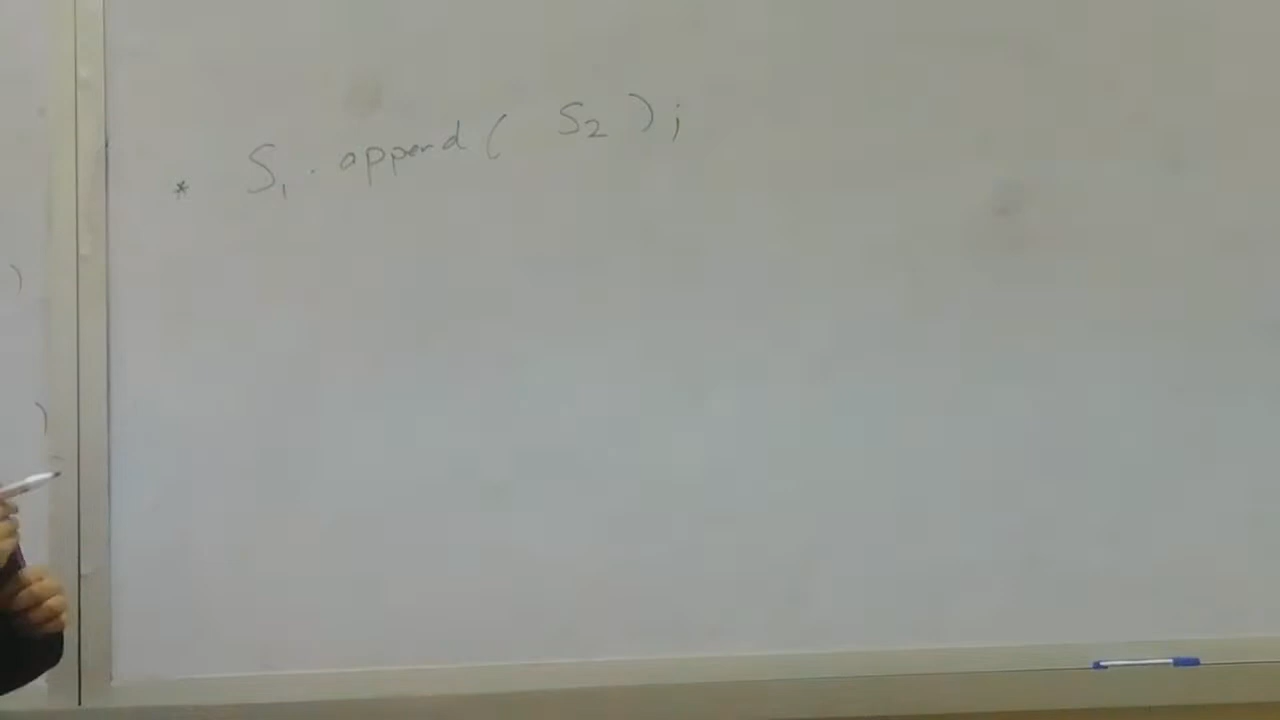 * S₁.append( S₂ );
)
)